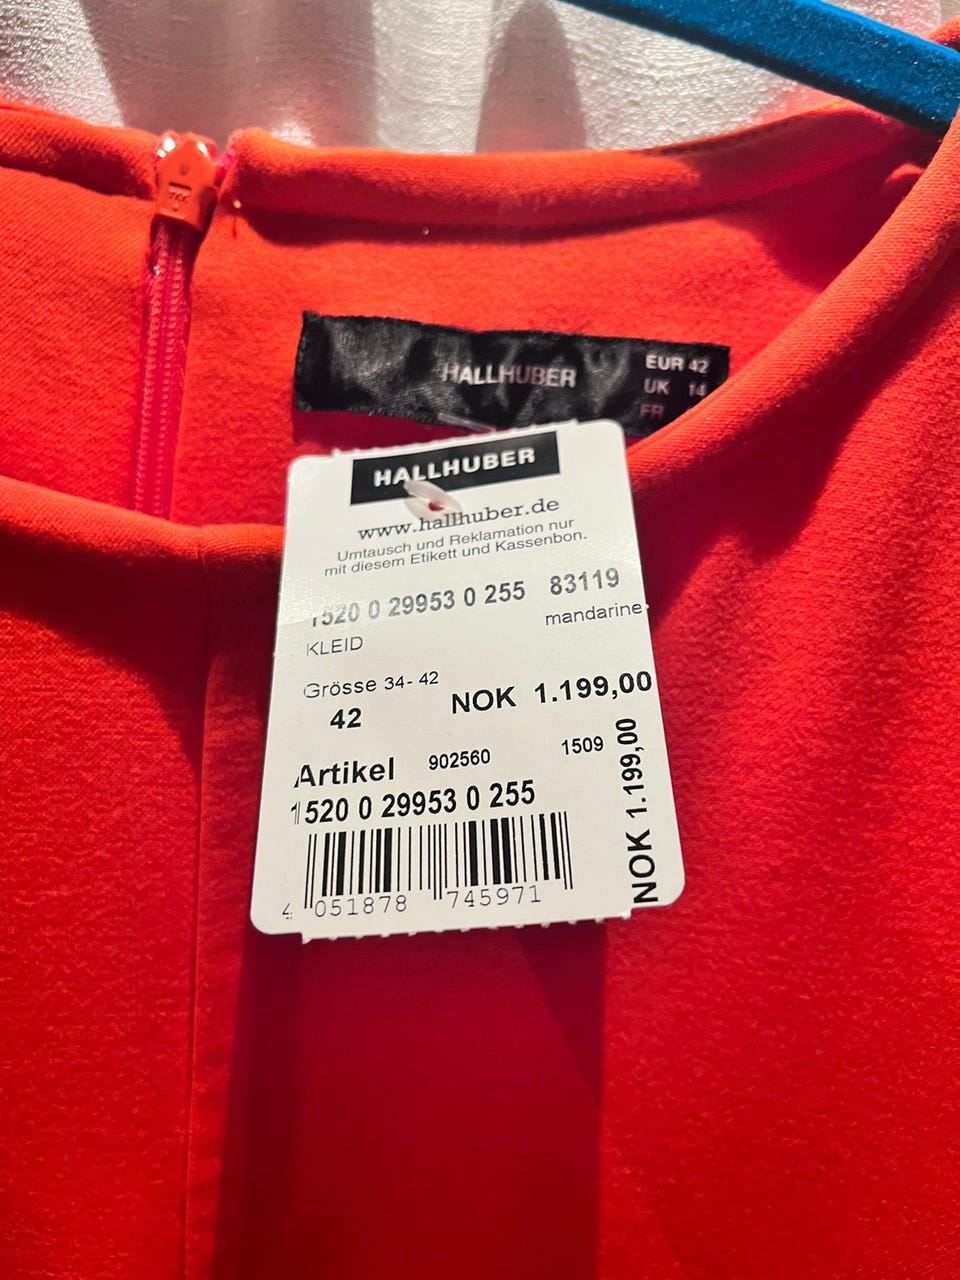 HALLHUBER
EUR 42
UK 14
FR
HALLHUBER
www.hallhuber.de
Umtausch und Reklamation nur
mit diesem Etikett und Kassenbon.
1520 0 29953 0 255 83119
KLEID mandarine
Grösse 34- 42
42 NOK 1.199,00
Artikel 902560 1509
1520 0 29953 0 255
4 051878 745971
NOK 1.199,00